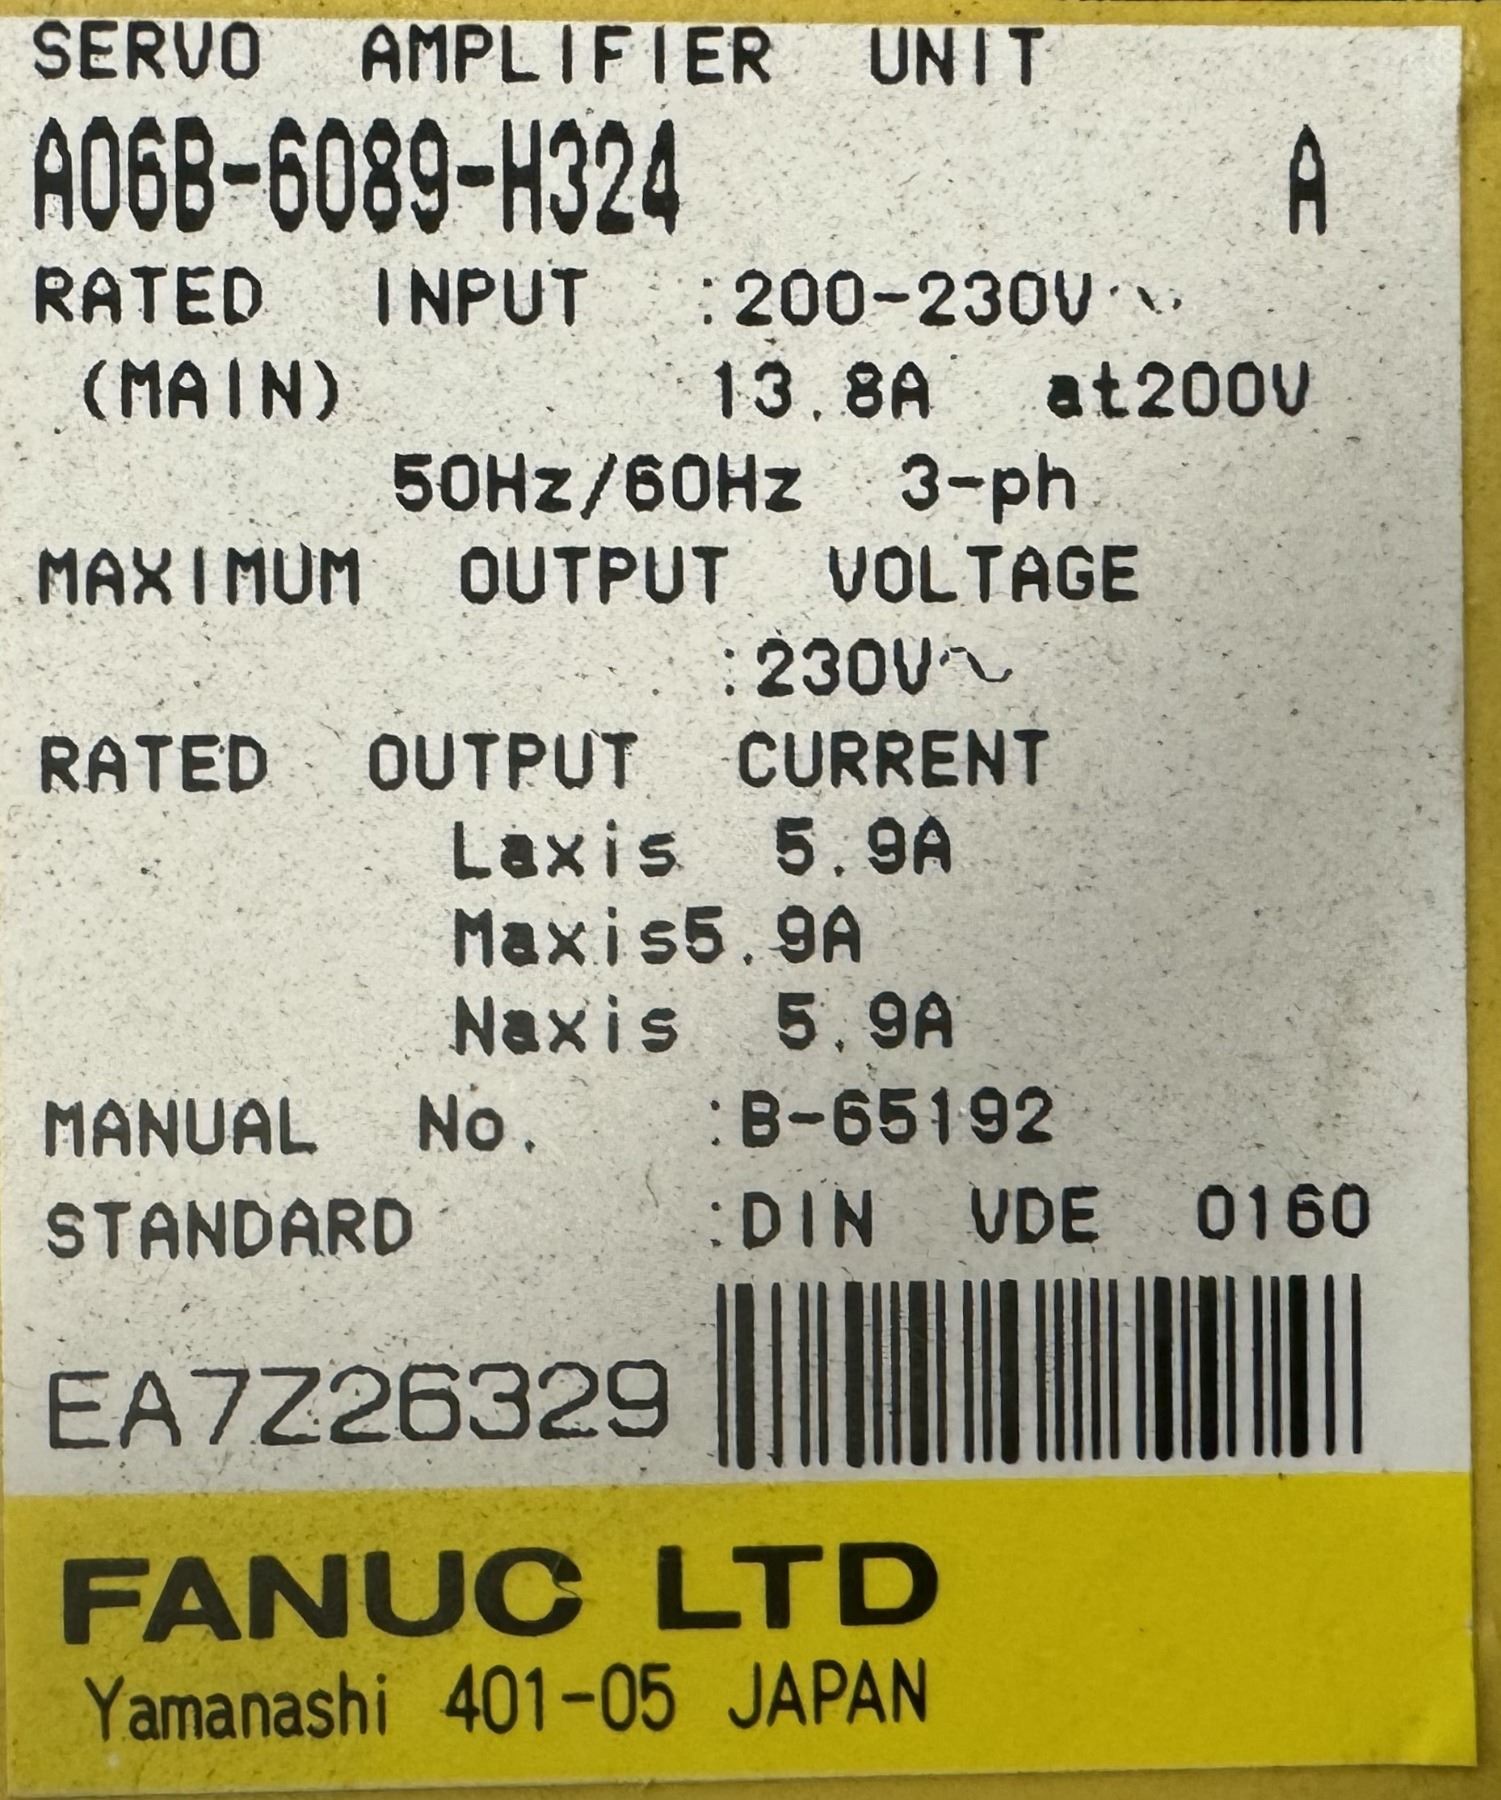 SERVO AMPLIFIER UNIT
A06B-6089-H324 A
RATED INPUT :200-230V~
(MAIN) 13.8A at200V
50Hz/60Hz 3-ph
MAXIMUM OUTPUT VOLTAGE
:230V~
RATED OUTPUT CURRENT
Laxis 5.9A
Maxis5.9A
Naxis 5.9A
MANUAL No. :B-65192
STANDARD :DIN VDE 0160
EA7Z26329
FANUC LTD
Yamanashi 401-05 JAPAN